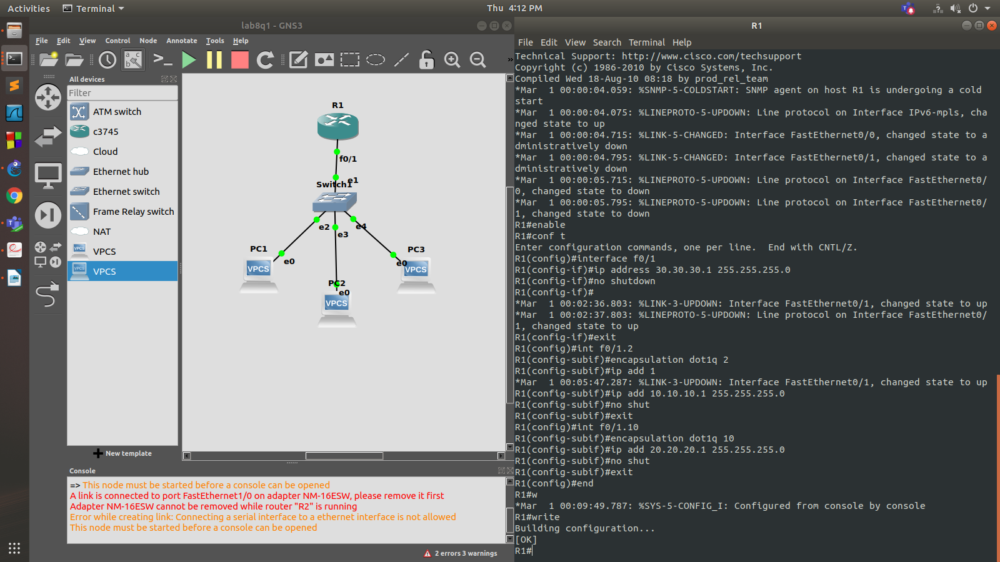 Activities
Terminal
Thu 4:12 PM
lab8q1 - GNS3
File Edit View Control Node Annotate Tools Help
All devices
Filter
ATM switch
c3745
Cloud
Ethernet hub
Ethernet switch
Frame Relay switch
NAT
VPCS
VPCS
New template
R1
f0/1
e1
Switch1
e2
e3
e4
PC1
e0
PC3
e0
VPCS
VPCS
PC2
e0
VPCS
Console
=> This node must be started before a console can be opened
A link is connected to port FastEthernet1/0 on adapter NM-16ESW, please remove it first
Adapter NM-16ESW cannot be removed while router "R2" is running
Error while creating link: Connecting a serial interface to a ethernet interface is not allowed
This node must be started before a console can be opened
2 errors 3 warnings
R1
File Edit View Search Terminal Help
Technical Support: http://www.cisco.com/techsupport
Copyright (c) 1986-2010 by Cisco Systems, Inc.
Compiled Wed 18-Aug-10 08:18 by prod_rel_team
*Mar  1 00:00:04.059: %SNMP-5-COLDSTART: SNMP agent on host R1 is undergoing a cold
start
*Mar  1 00:00:04.075: %LINEPROTO-5-UPDOWN: Line protocol on Interface IPv6-mpls, cha
nged state to up
*Mar  1 00:00:04.715: %LINK-5-CHANGED: Interface FastEthernet0/0, changed state to a
dministratively down
*Mar  1 00:00:04.795: %LINK-5-CHANGED: Interface FastEthernet0/1, changed state to a
dministratively down
*Mar  1 00:00:05.715: %LINEPROTO-5-UPDOWN: Line protocol on Interface FastEthernet0/
0, changed state to down
*Mar  1 00:00:05.795: %LINEPROTO-5-UPDOWN: Line protocol on Interface FastEthernet0/
1, changed state to down
R1#enable
R1#conf t
Enter configuration commands, one per line.  End with CNTL/Z.
R1(config)#interface f0/1
R1(config-if)#ip address 30.30.30.1 255.255.255.0
R1(config-if)#no shutdown
R1(config-if)#
*Mar  1 00:02:36.803: %LINK-3-UPDOWN: Interface FastEthernet0/1, changed state to up
*Mar  1 00:02:37.803: %LINEPROTO-5-UPDOWN: Line protocol on Interface FastEthernet0/
1, changed state to up
R1(config-if)#exit
R1(config)#int f0/1.2
R1(config-subif)#encapsulation dot1q 2
R1(config-subif)#ip add 1
*Mar  1 00:05:47.287: %LINK-3-UPDOWN: Interface FastEthernet0/1, changed state to up
R1(config-subif)#ip add 10.10.10.1 255.255.255.0
R1(config-subif)#no shut
R1(config-subif)#exit
R1(config)#int f0/1.10
R1(config-subif)#encapsulation dot1q 10
R1(config-subif)#ip add 20.20.20.1 255.255.255.0
R1(config-subif)#no shut
R1(config-subif)#exit
R1(config)#end
R1#w
*Mar  1 00:09:49.787: %SYS-5-CONFIG_I: Configured from console by console
R1#write
Building configuration...
[OK]
R1#